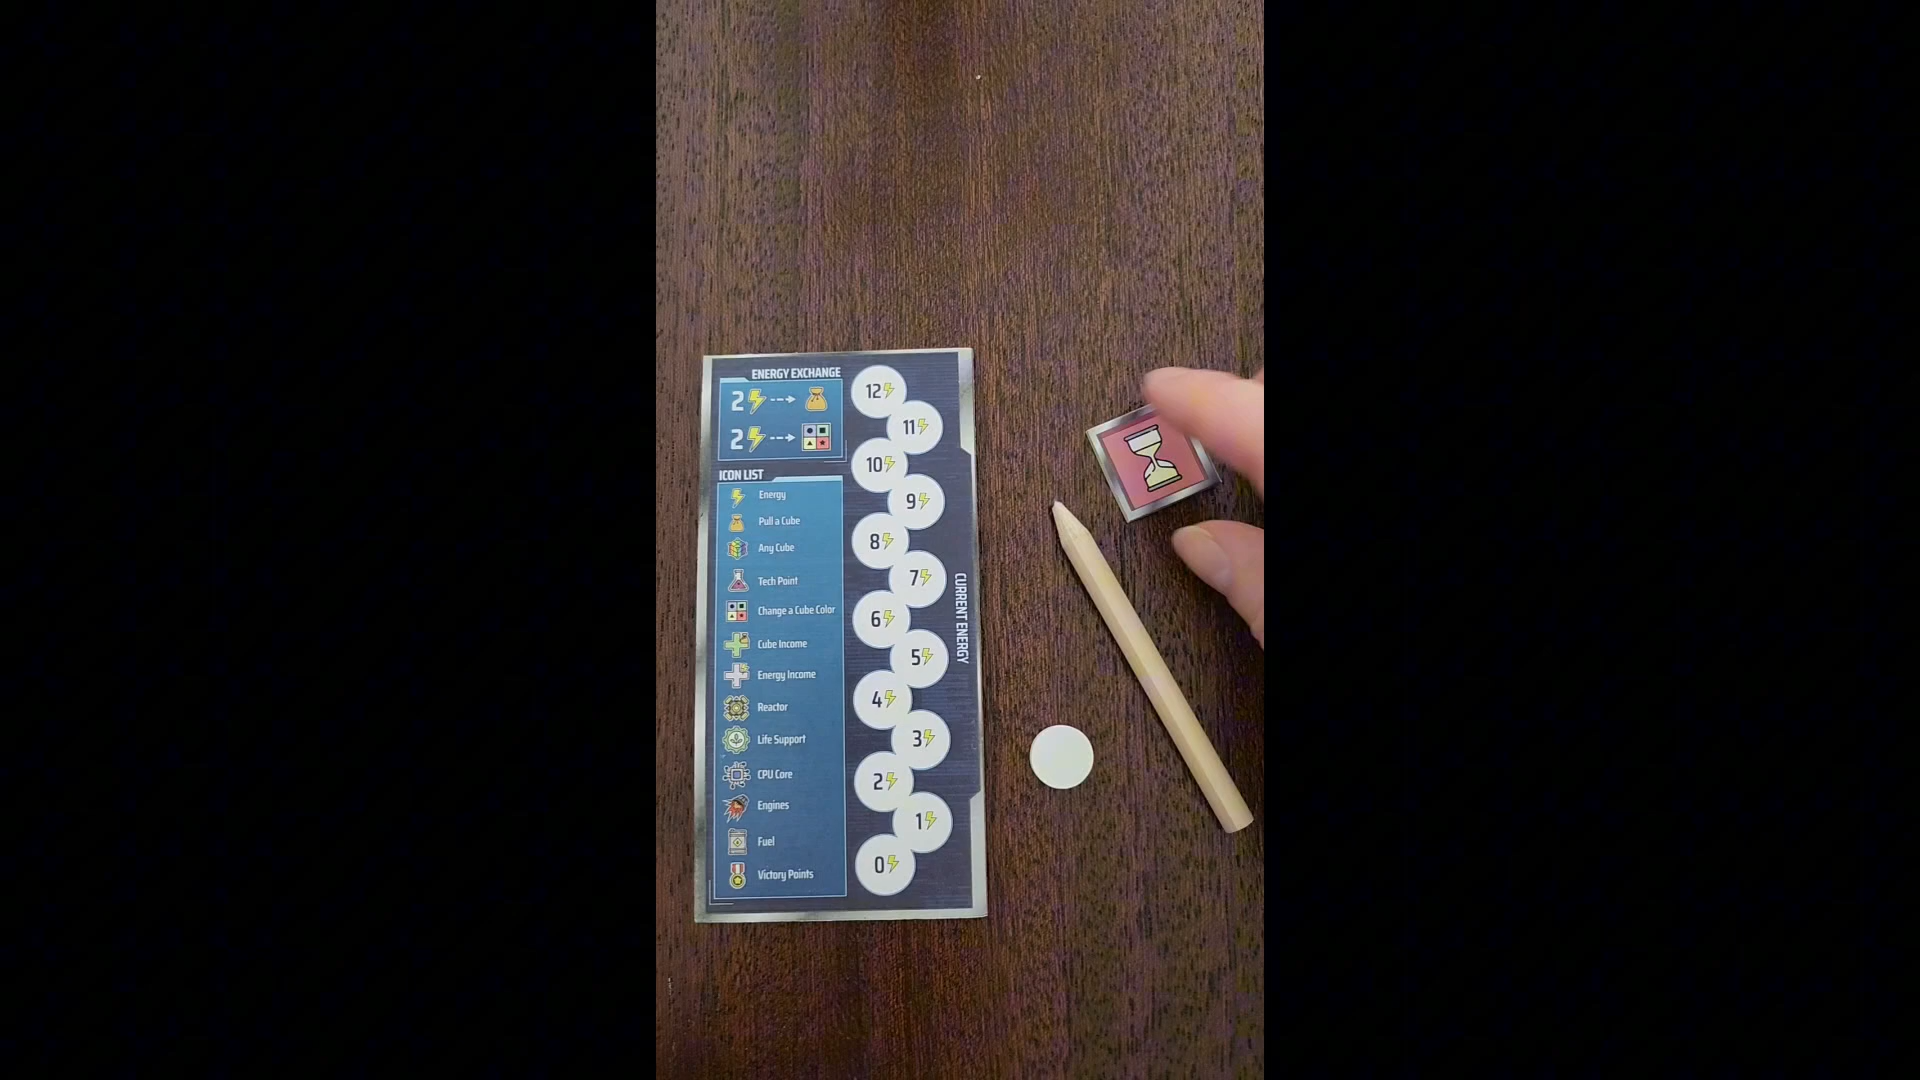 ENERGY EXCHANGE
2
2
ICON LIST
Energy
Pull a Cube
Any Cube
Tech Point
Change a Cube Color
Cube Income
Energy Income
Reactor
Life Support
CPU Core
Engines
Fuel
Victory Points
12
11
10
9
8
7
6
5
4
3
2
1
0
CURRENT ENERGY